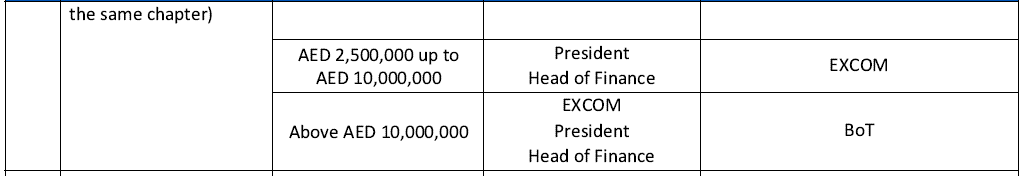 the same chapter)
AED 2,500,000 up to
AED 10,000,000
President
Head of Finance
EXCOM
Above AED 10,000,000
EXCOM
President
Head of Finance
BoT